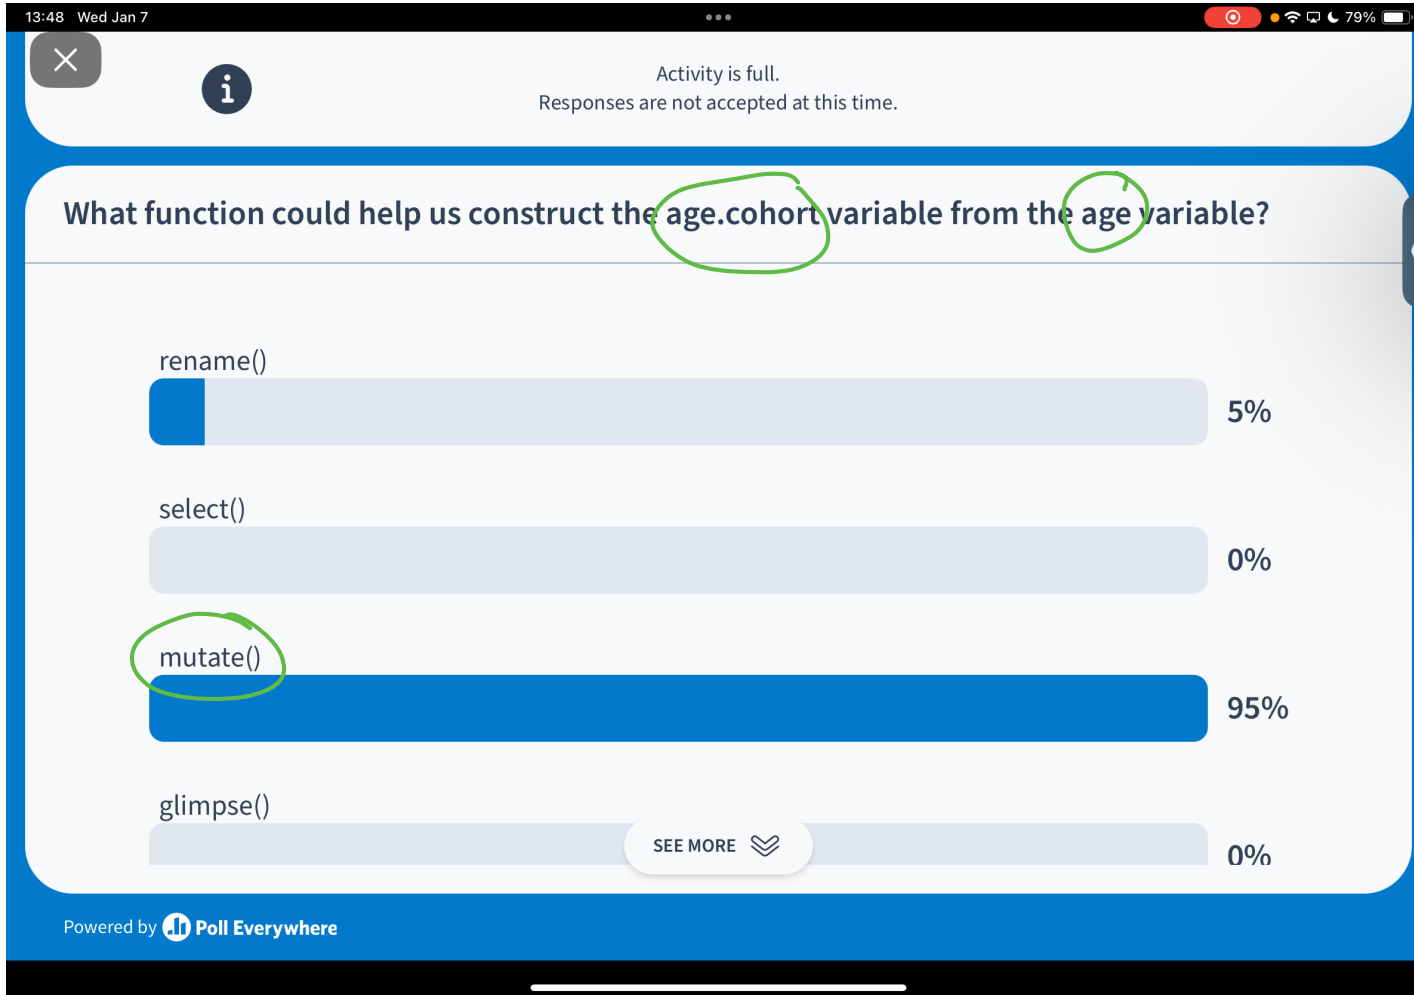 13:48 Wed Jan 7
79%
Activity is full.
Responses are not accepted at this time.
What function could help us construct the age.cohort variable from the age variable?
rename()
5%
select()
0%
mutate()
95%
glimpse()
0%
SEE MORE
Powered by Poll Everywhere